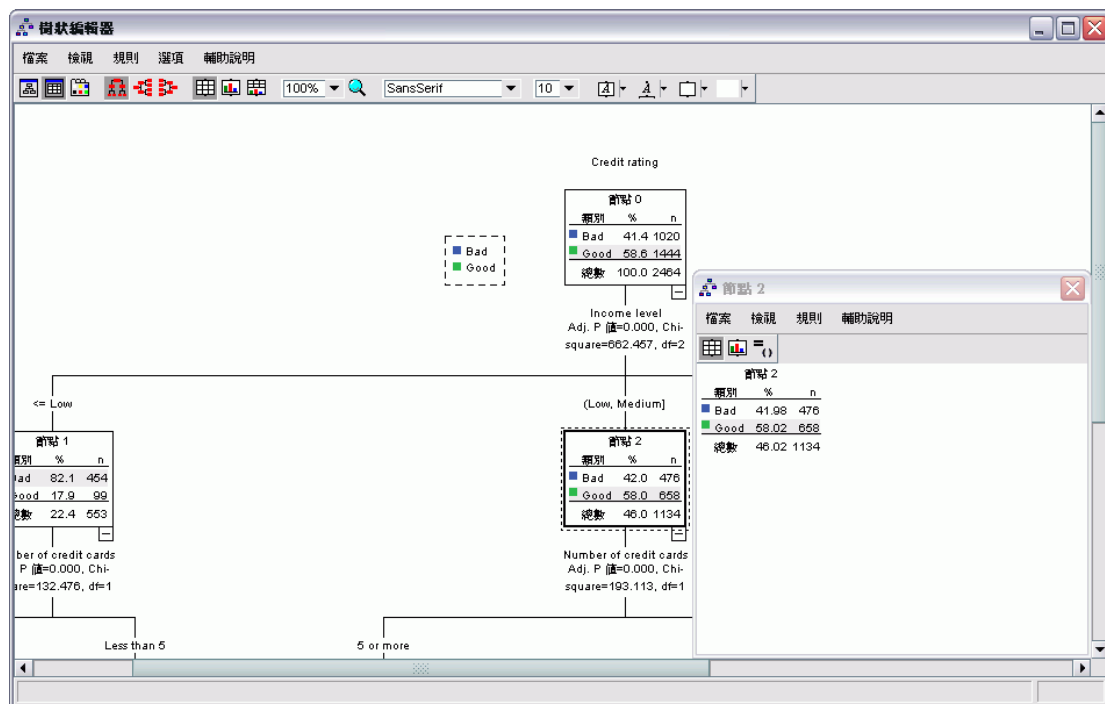 樹狀編輯器
檔案 檢視 規則 選項 輔助說明
100% SansSerif 10 A A
Credit rating
節點 0
類別 % n
Bad 41.4 1020
Good 58.6 1444
總數 100.0 2464
Bad
Good
Income level
Adj. P 值=0.000, Chi-
square=662.457, df=2
<= Low
(Low, Medium]
節點 1
% n
82.1 454
17.9 99
22.4 553
ber of credit cards
P 值=0.000, Chi-
are=132.476, df=1
Less than 5
節點 2
類別 % n
Bad 42.0 476
Good 58.0 658
總數 46.0 1134
Number of credit cards
Adj. P 值=0.000, Chi-
square=193.113, df=1
5 or more
節點 2
檔案 檢視 規則 輔助說明
節點 2
類別 % n
Bad 41.98 476
Good 58.02 658
總數 46.02 1134